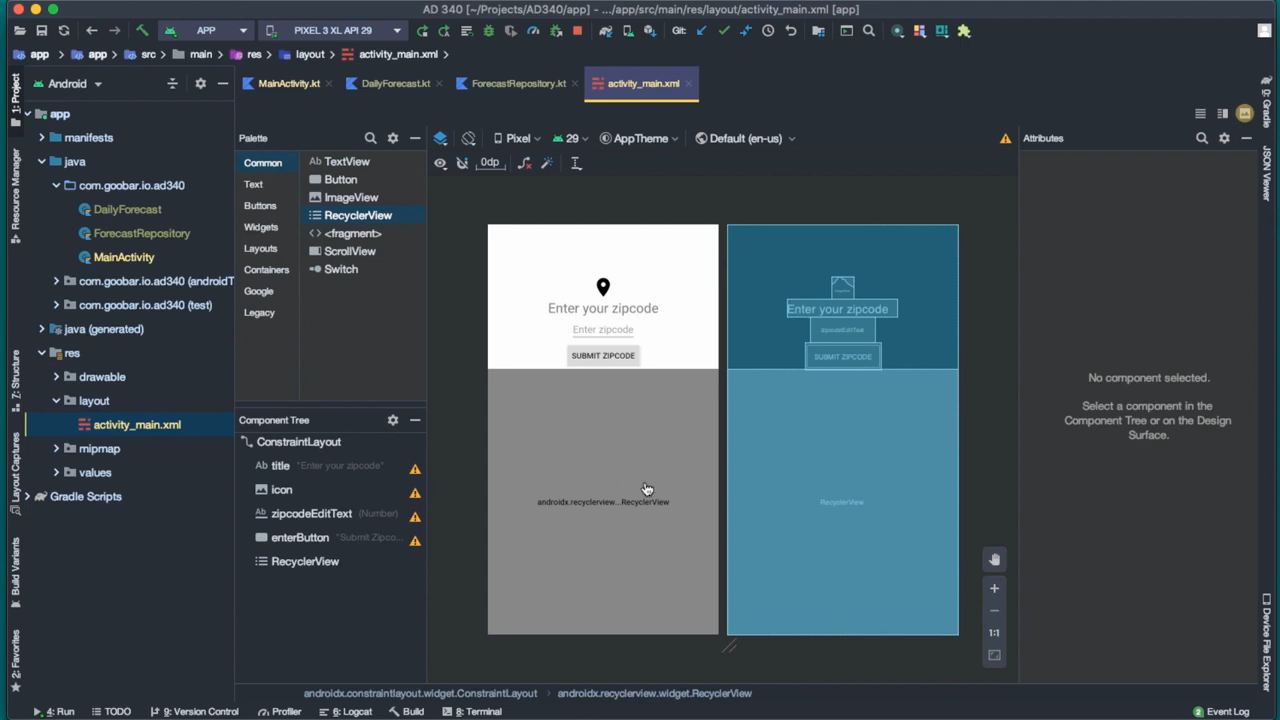 AD 340 [~/Projects/AD340/app] - .../app/src/main/res/layout/activity_main.xml [app]
APP
PIXEL 3 XL API 29
Git:
app
app
src
main
res
layout
activity_main.xml
Android
MainActivity.kt
DailyForecast.kt
ForecastRepository.kt
activity_main.xml
1: Project
Resource Manager
7: Structure
Layout Captures
Build Variants
2: Favorites
app
manifests
java
com.goobar.io.ad340
DailyForecast
ForecastRepository
MainActivity
com.goobar.io.ad340 (androidT
com.goobar.io.ad340 (test)
java (generated)
res
drawable
layout
activity_main.xml
mipmap
values
Gradle Scripts
Palette
Common
Text
Buttons
Widgets
Layouts
Containers
Google
Legacy
Ab TextView
Button
ImageView
RecyclerView
<> <fragment>
ScrollView
Switch
Component Tree
ConstraintLayout
Ab title "Enter your zipcode"
icon
Ab zipcodeEditText (Number)
enterButton "Submit Zipco...
RecyclerView
Pixel
29
AppTheme
Default (en-us)
0dp
Enter your zipcode
Enter zipcode
SUBMIT ZIPCODE
androidx.recyclerview...RecyclerView
Enter your zipcode
zipcodeEditText
SUBMIT ZIPCODE
RecyclerView
1:1
Attributes
No component selected.
Select a component in the
Component Tree or on the Design
Surface.
Gradle
JSON Viewer
Device File Explorer
androidx.constraintlayout.widget.ConstraintLayout
androidx.recyclerview.widget.RecyclerView
4: Run
TODO
9: Version Control
Profiler
6: Logcat
Build
8: Terminal
Event Log